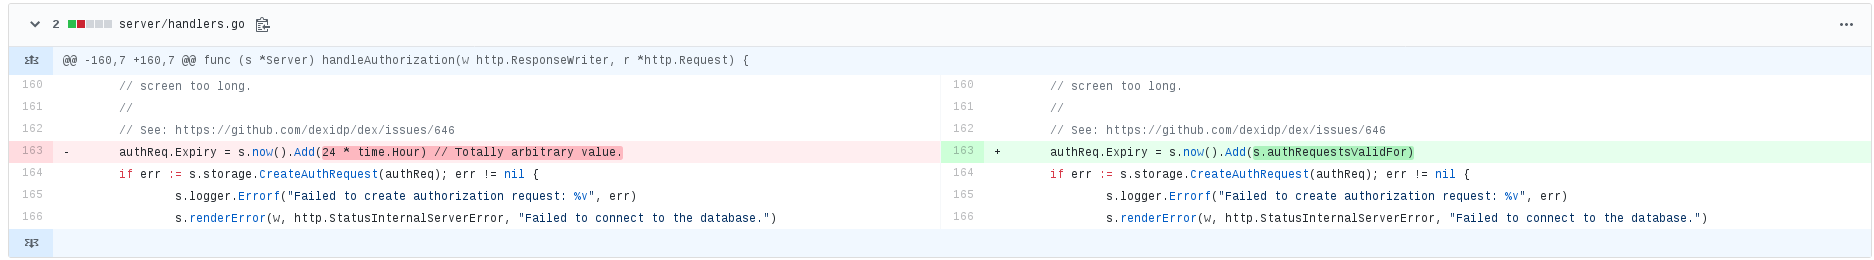 2 server/handlers.go
@@ -160,7 +160,7 @@ func (s *Server) handleAuthorization(w http.ResponseWriter, r *http.Request) {
160 // screen too long.
161 //
162 // See: https://github.com/dexidp/dex/issues/646
163 - authReq.Expiry = s.now().Add(24 * time.Hour) // Totally arbitrary value.
164 if err := s.storage.CreateAuthRequest(authReq); err != nil {
165 s.logger.Errorf("Failed to create authorization request: %v", err)
166 s.renderError(w, http.StatusInternalServerError, "Failed to connect to the database.")
160 // screen too long.
161 //
162 // See: https://github.com/dexidp/dex/issues/646
163 + authReq.Expiry = s.now().Add(s.authRequestsValidFor)
164 if err := s.storage.CreateAuthRequest(authReq); err != nil {
165 s.logger.Errorf("Failed to create authorization request: %v", err)
166 s.renderError(w, http.StatusInternalServerError, "Failed to connect to the database.")